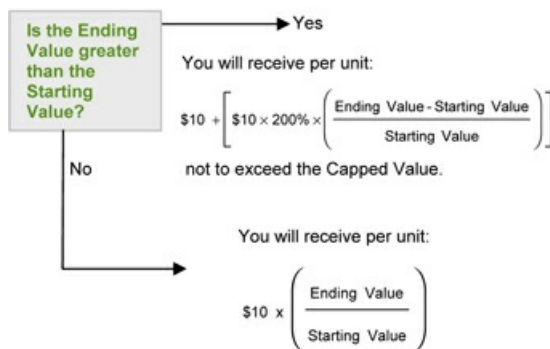 Is the Ending
Value greater
than the
Starting
Value?
Yes
You will receive per unit:
$10 + [ $10 × 200% × ( Ending Value - Starting Value
Starting Value ) ]
No
not to exceed the Capped Value.
You will receive per unit:
$10 x ( Ending Value
Starting Value )